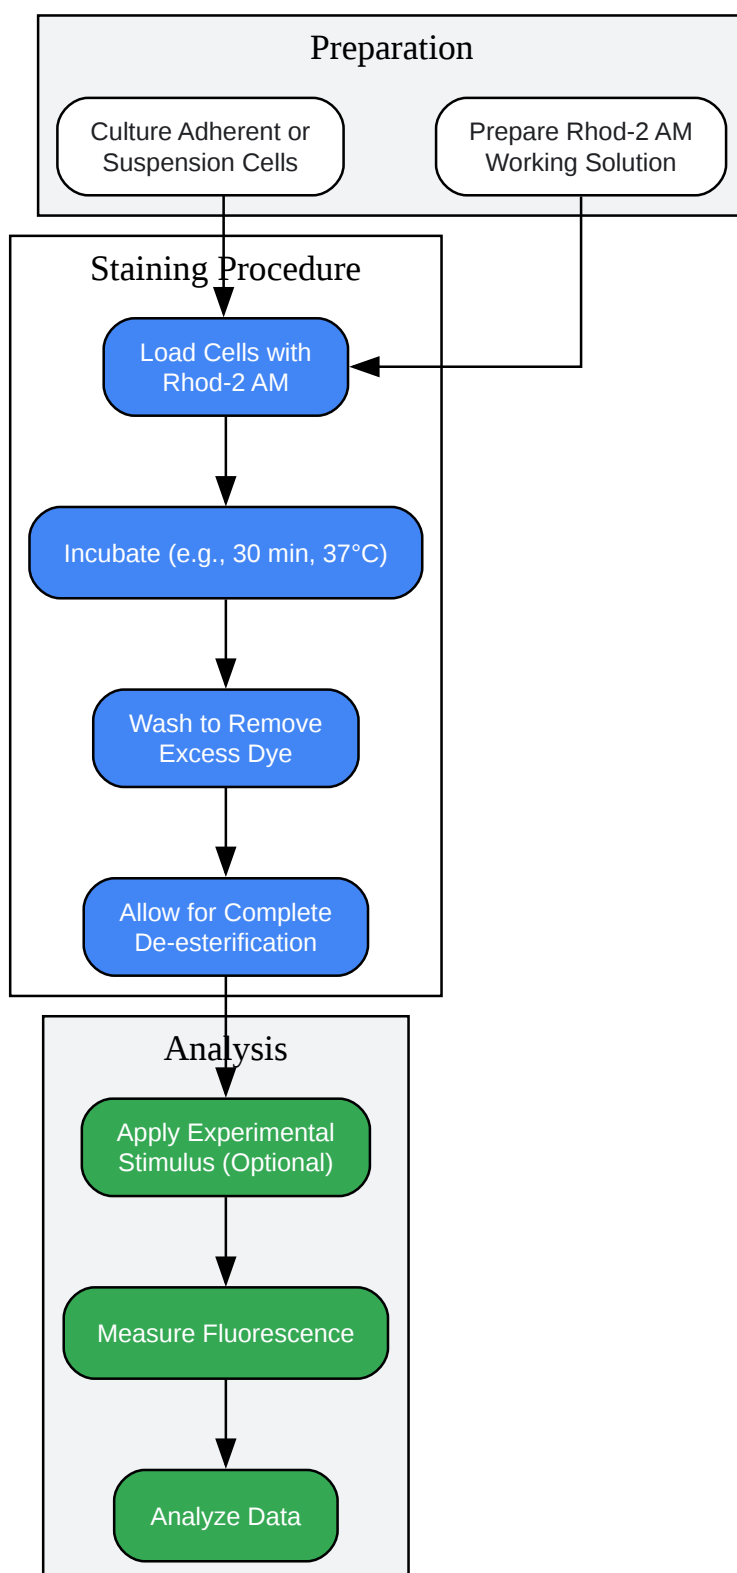 Preparation
Culture Adherent or
Suspension Cells
Prepare Rhod-2 AM
Working Solution
Staining Procedure
Load Cells with
Rhod-2 AM
Incubate (e.g., 30 min, 37°C)
Wash to Remove
Excess Dye
Allow for Complete
De-esterification
Analysis
Apply Experimental
Stimulus (Optional)
Measure Fluorescence
Analyze Data